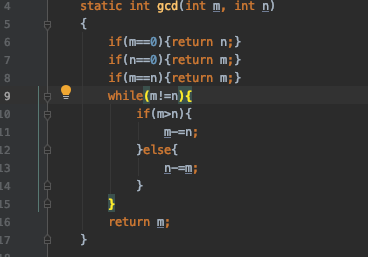 4 static int gcd(int m, int n)
5 {
6 if(m==0){return n;}
7 if(n==0){return m;}
8 if(m==n){return m;}
9 while(m!=n){
10 if(m>n){
11 m-=n;
12 }else{
13 n-=m;
14 }
15 }
16 return m;
17 }